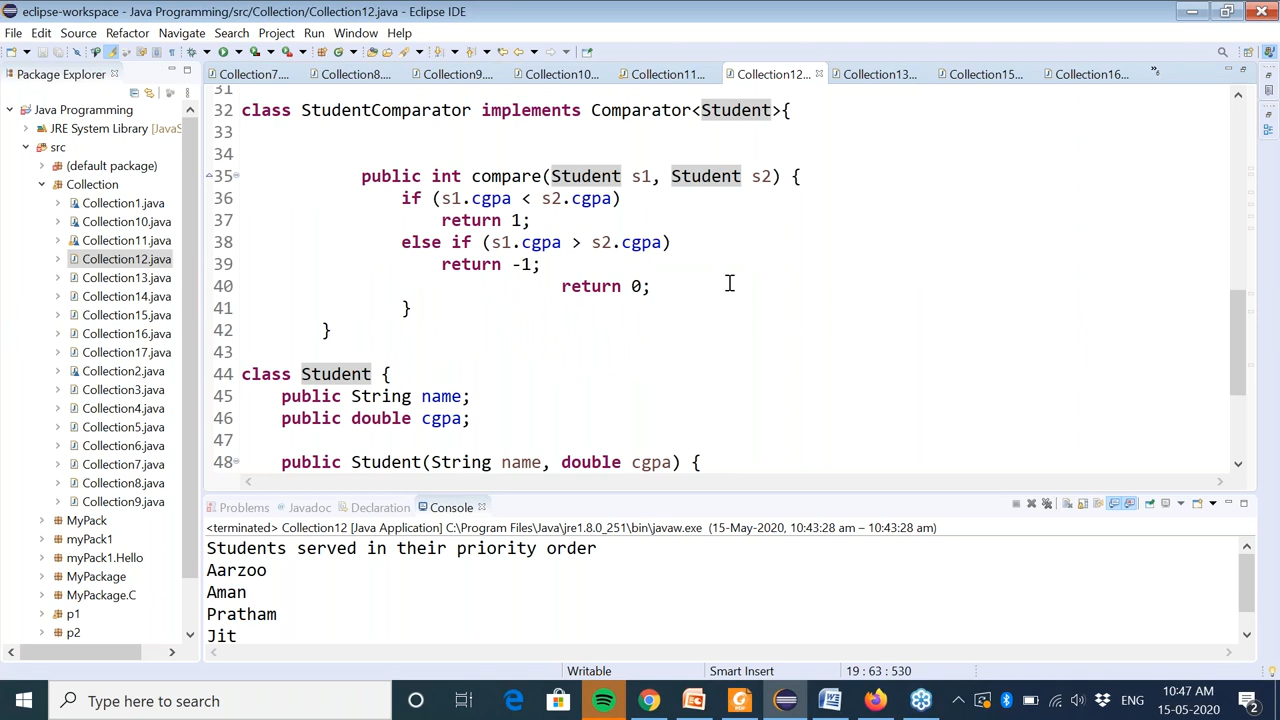 eclipse-workspace - Java Programming/src/Collection/Collection12.java - Eclipse IDE
File Edit Source Refactor Navigate Search Project Run Window Help
Package Explorer
Collection7.... Collection8.... Collection9.... Collection10... Collection11... Collection12... Collection13... Collection15... Collection16...
Java Programming
JRE System Library [JavaS
src
(default package)
Collection
Collection1.java
Collection10.java
Collection11.java
Collection12.java
Collection13.java
Collection14.java
Collection15.java
Collection16.java
Collection17.java
Collection2.java
Collection3.java
Collection4.java
Collection5.java
Collection6.java
Collection7.java
Collection8.java
Collection9.java
MyPack
myPack1
myPack1.Hello
MyPackage
MyPackage.C
p1
p2
31
32 class StudentComparator implements Comparator<Student>{
33
34
35 public int compare(Student s1, Student s2) {
36 if (s1.cgpa < s2.cgpa)
37 return 1;
38 else if (s1.cgpa > s2.cgpa)
39 return -1;
40 return 0;
41 }
42 }
43
44 class Student {
45 public String name;
46 public double cgpa;
47
48 public Student(String name, double cgpa) {
Problems Javadoc Declaration Console
<terminated> Collection12 [Java Application] C:\Program Files\Java\jre1.8.0_251\bin\javaw.exe (15-May-2020, 10:43:28 am – 10:43:28 am)
Students served in their priority order
Aarzoo
Aman
Pratham
Jit
Writable Smart Insert 19 : 63 : 530
Type here to search
ENG
10:47 AM
15-05-2020
2